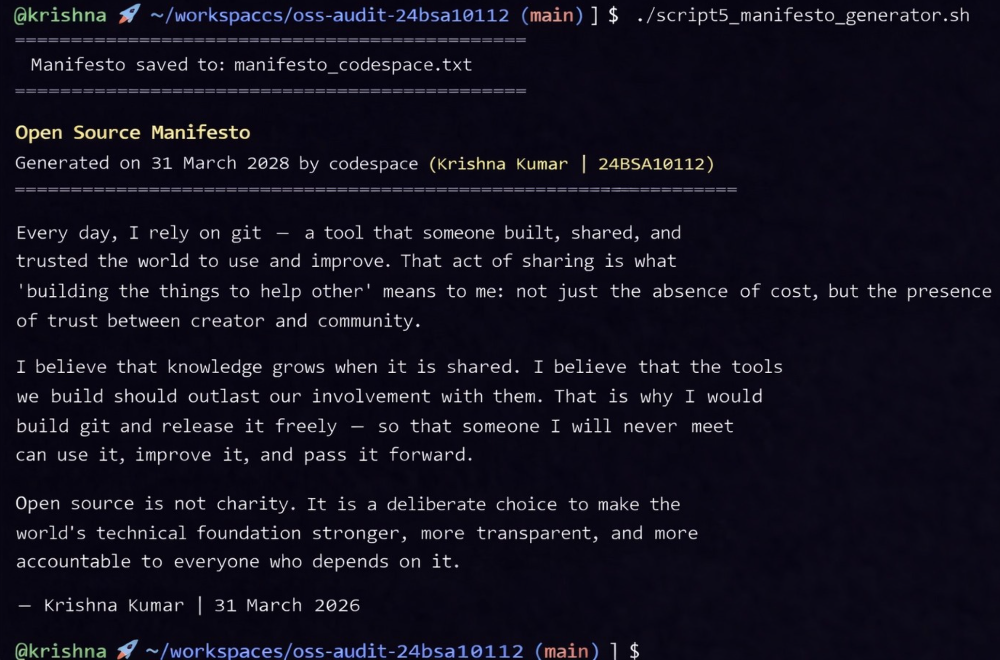 @krishna 🚀 ~/workspaccs/oss-audit-24bsa10112 (main) ] $ ./script5_manifesto_generator.sh
================================================
Manifesto saved to: manifesto_codespace.txt
================================================
Open Source Manifesto
Generated on 31 March 2028 by codespace (Krishna Kumar | 24BSA10112)
====================================================================
Every day, I rely on git — a tool that someone built, shared, and
trusted the world to use and improve. That act of sharing is what
'building the things to help other' means to me: not just the absence of cost, but the presence
of trust between creator and community.
I believe that knowledge grows when it is shared. I believe that the tools
we build should outlast our involvement with them. That is why I would
build git and release it freely — so that someone I will never meet
can use it, improve it, and pass it forward.
Open source is not charity. It is a deliberate choice to make the
world's technical foundation stronger, more transparent, and more
accountable to everyone who depends on it.
— Krishna Kumar | 31 March 2026
@krishna 🚀 ~/workspaces/oss-audit-24bsa10112 (main) ] $